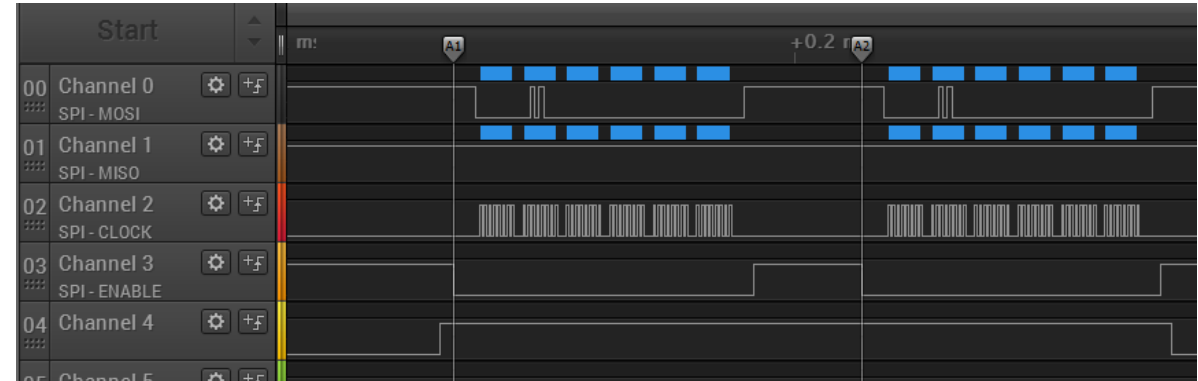 Start
A1
+0.2
A2
00 Channel 0
SPI - MOSI
01 Channel 1
SPI - MISO
02 Channel 2
SPI - CLOCK
03 Channel 3
SPI - ENABLE
04 Channel 4
05 Channel 5